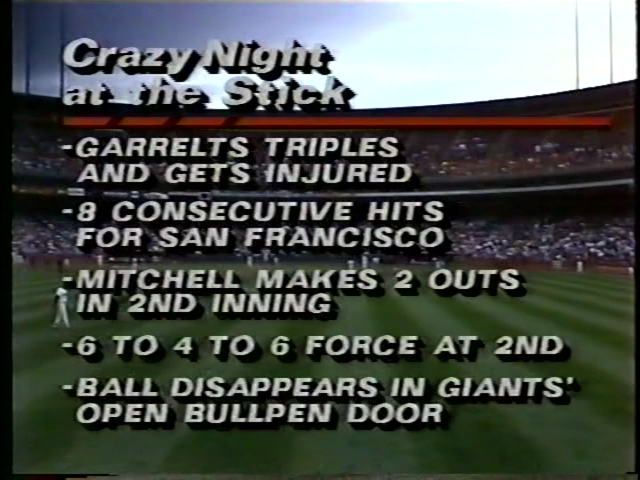 Crazy Night
at the Stick
-GARRELTS TRIPLES
AND GETS INJURED
-8 CONSECUTIVE HITS
FOR SAN FRANCISCO
-MITCHELL MAKES 2 OUTS
IN 2ND INNING
-6 TO 4 TO 6 FORCE AT 2ND
-BALL DISAPPEARS IN GIANTS'
OPEN BULLPEN DOOR